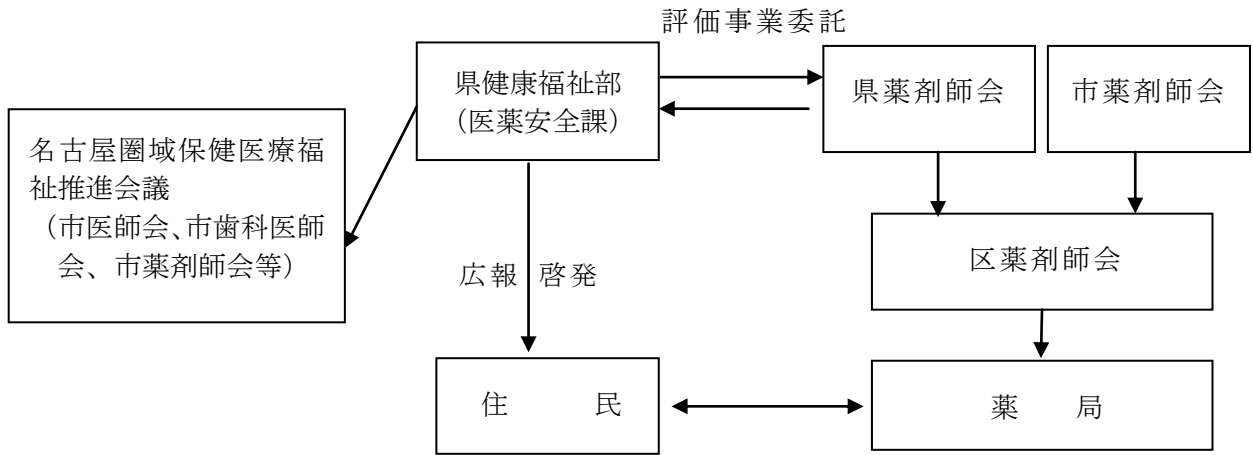 評価事業委託
県健康福祉部
（医薬安全課）
県薬剤師会
市薬剤師会
名古屋圏域保健医療福
祉推進会議
（市医師会、市歯科医師
会、市薬剤師会等）
区薬剤師会
広報 啓発
住　　民
薬　　局